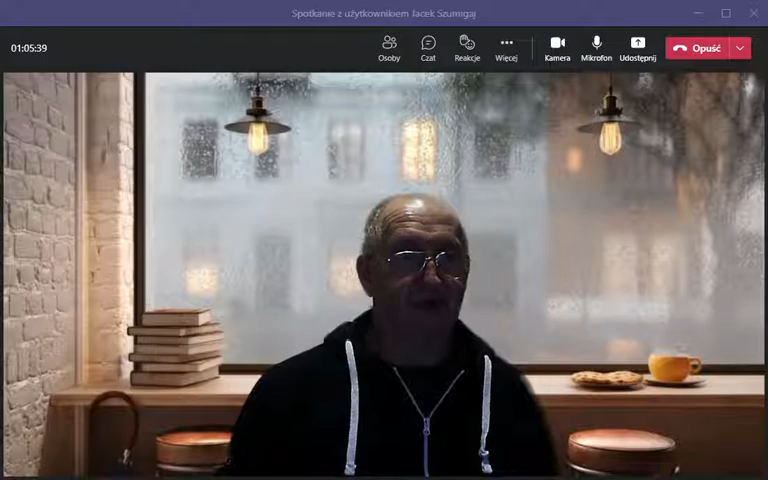 Spotkanie z użytkownikiem Jacek Szumigaj
01:05:39
Osoby Czat Reakcje Więcej Kamera Mikrofon Udostępnij Opuść